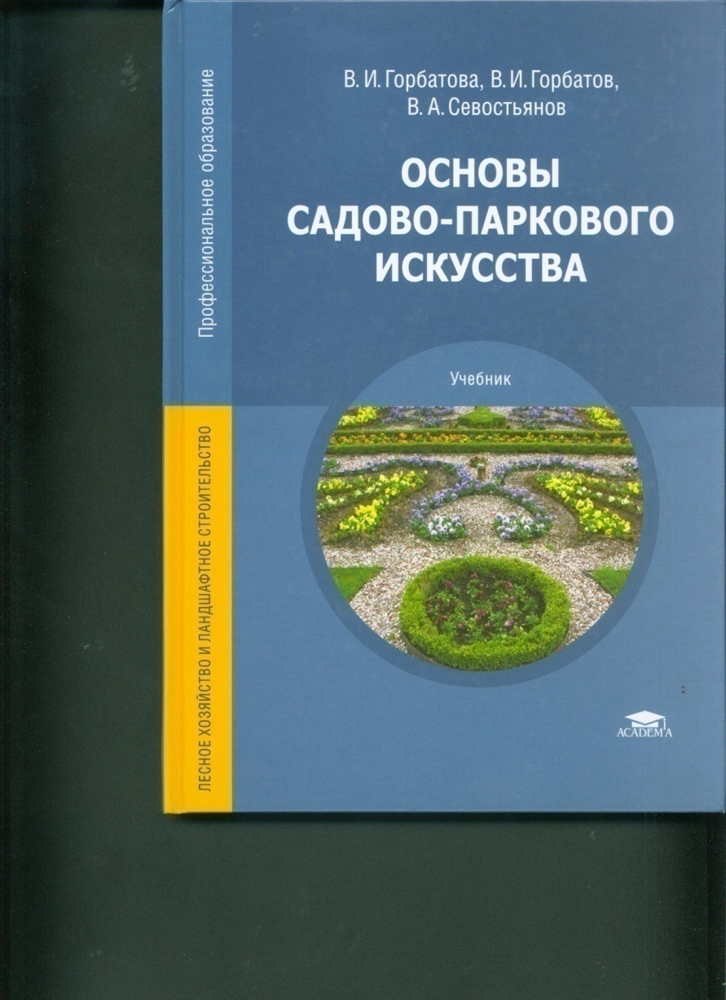 В. И. Горбатова, В. И. Горбатов,
В. А. Севостьянов
ОСНОВЫ
САДОВО-ПАРКОВОГО
ИСКУССТВА
Учебник
Профессиональное образование
ЛЕСНОЕ ХОЗЯЙСТВО И ЛАНДШАФТНОЕ СТРОИТЕЛЬСТВО
ACADEMA